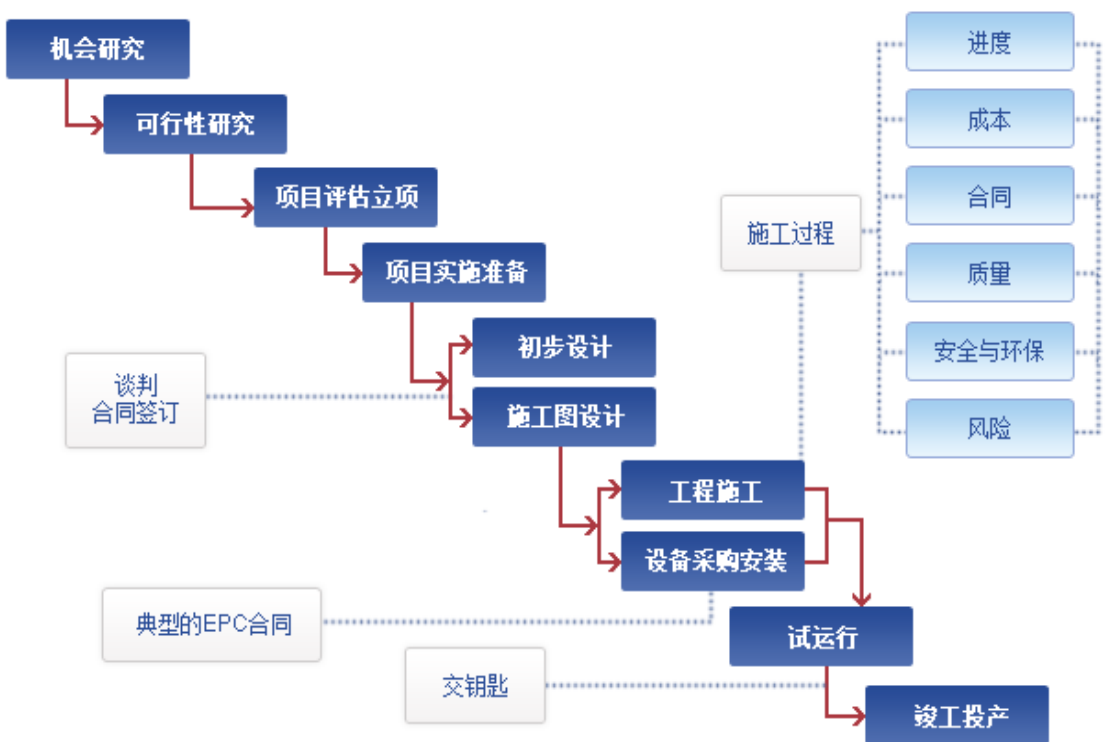 机会研究
可行性研究
项目评估立项
项目实施准备
初步设计
施工图设计
谈判
合同签订
工程施工
设备采购安装
典型的EPC合同
试运行
交钥匙
竣工投产
施工过程
进度
成本
合同
质量
安全与环保
风险